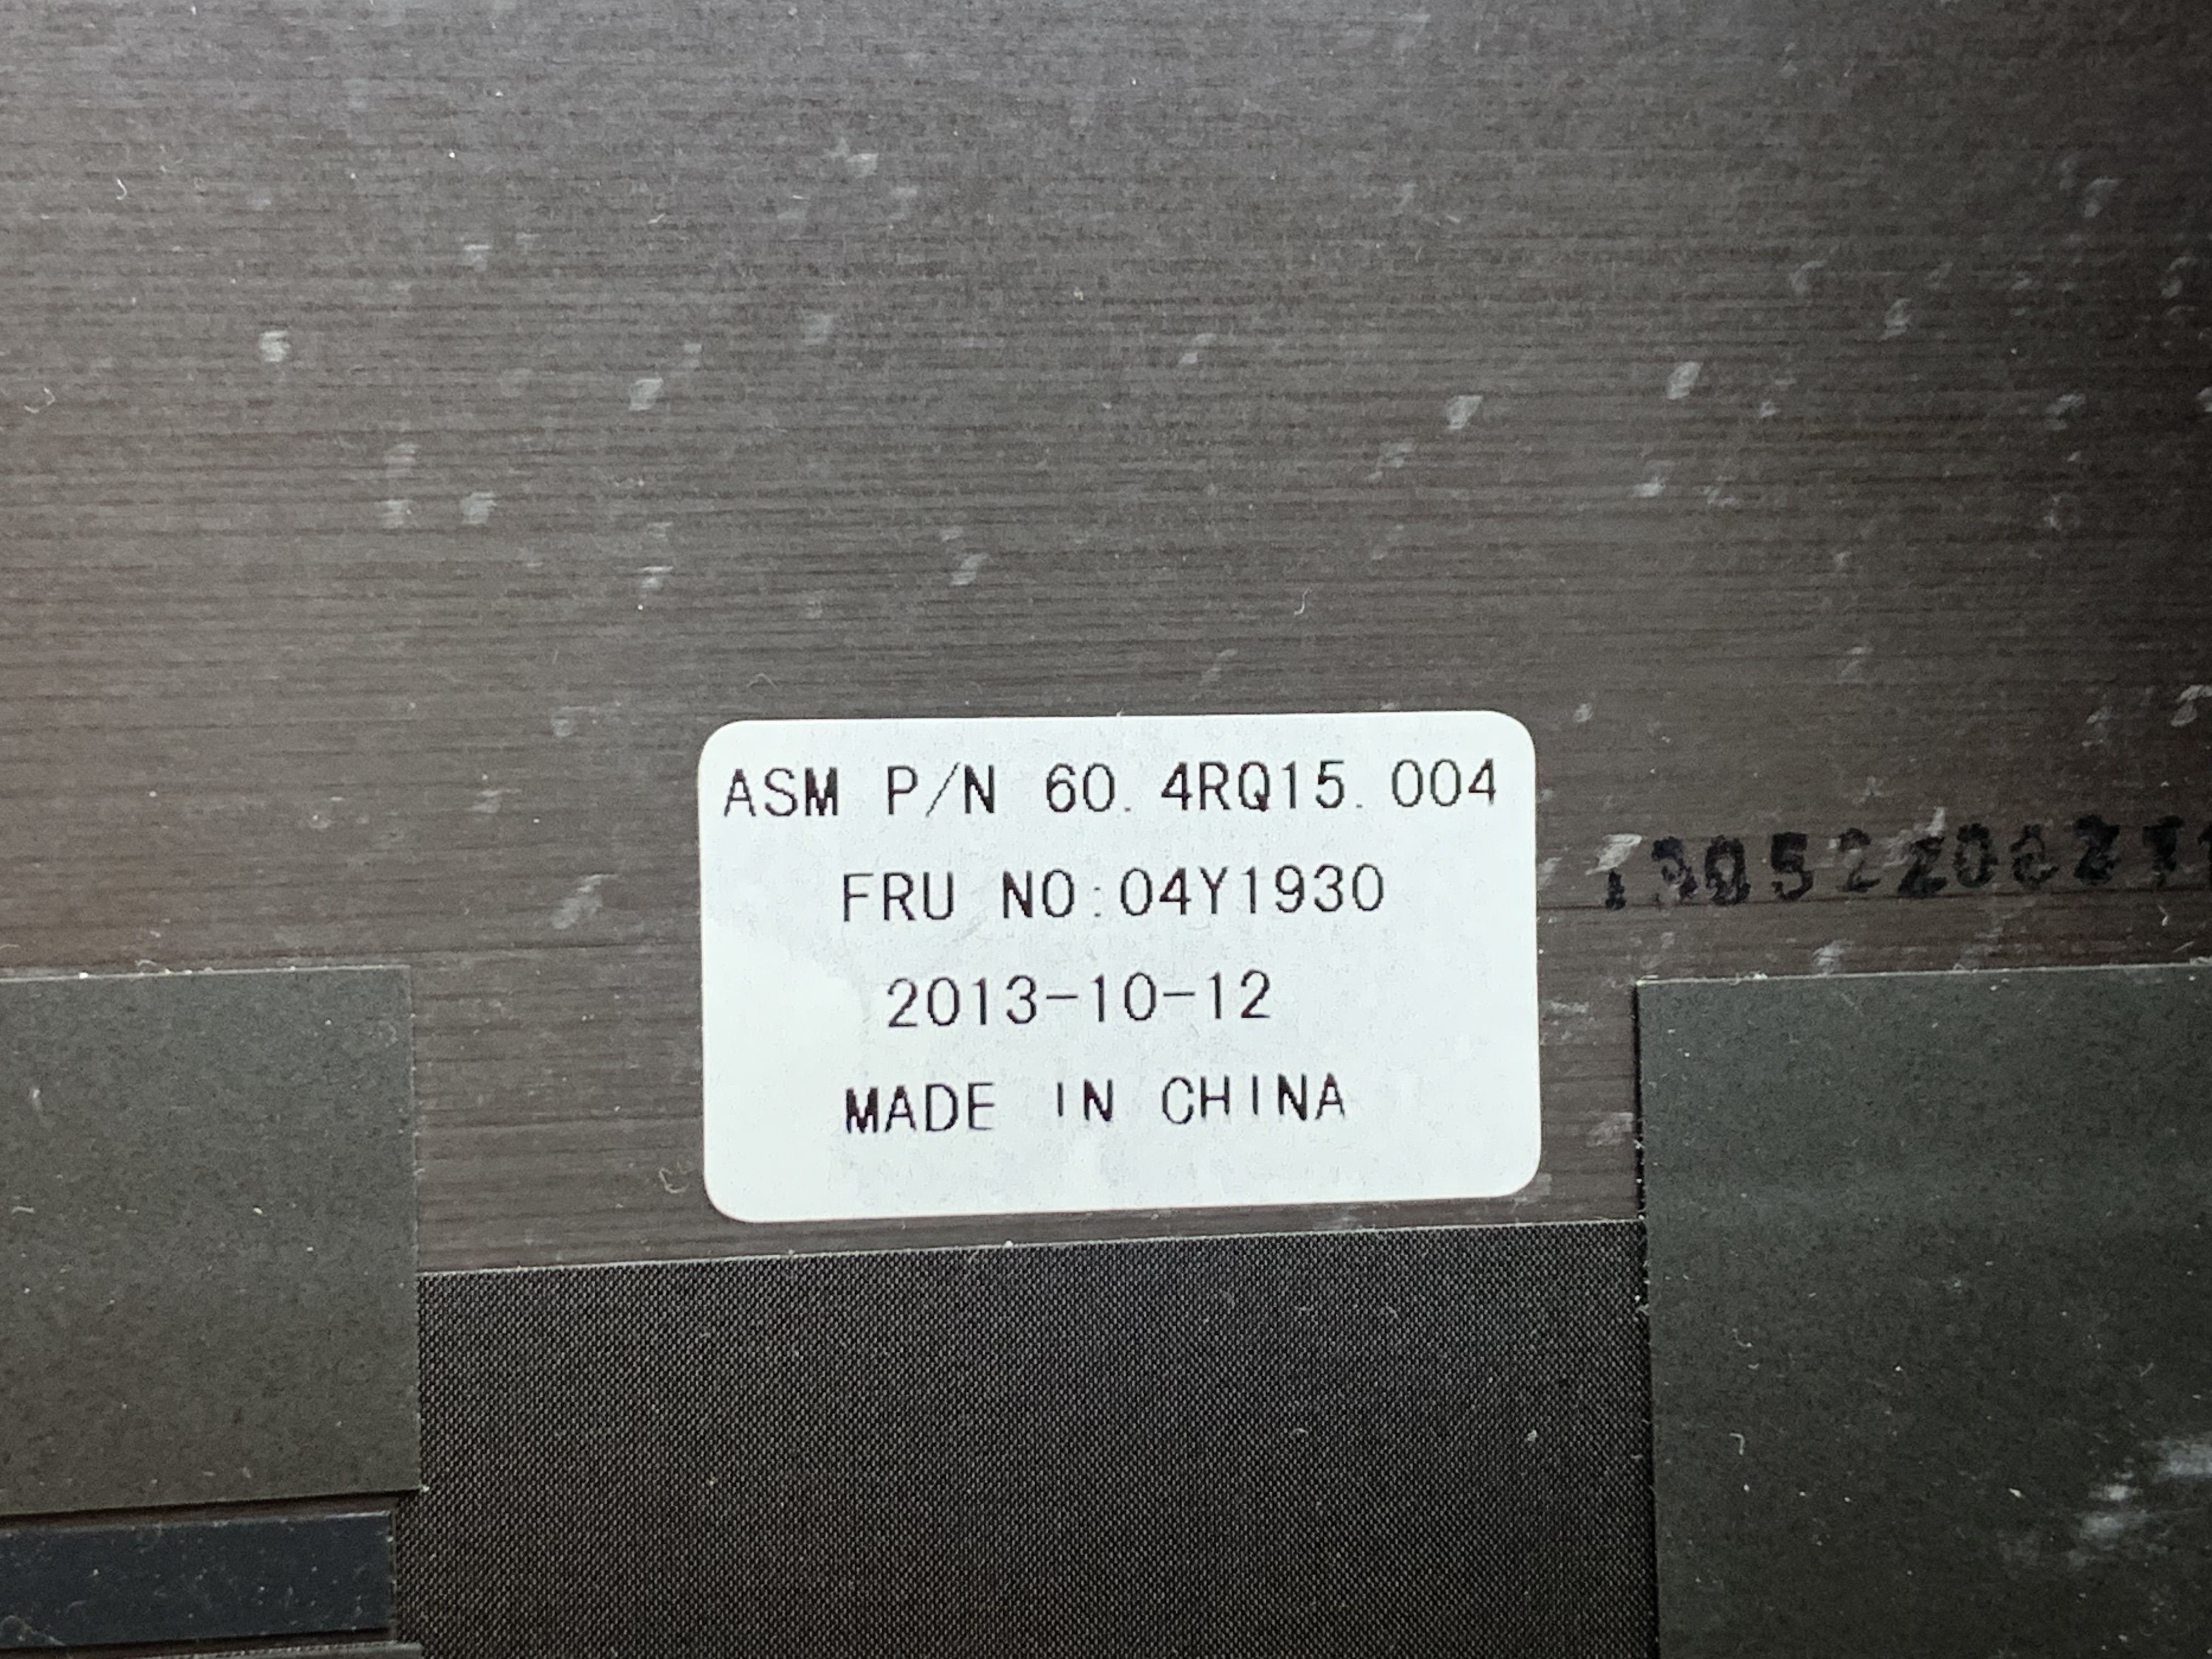 ASM P/N 60.4RQ15.004
FRU NO:04Y1930
2013-10-12
MADE IN CHINA